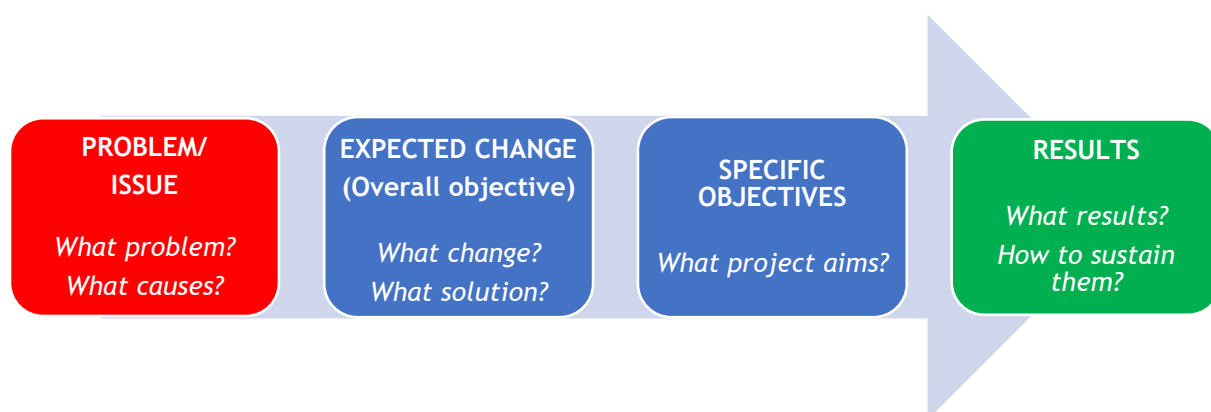 PROBLEM/
ISSUE
What problem?
What causes?
EXPECTED CHANGE
(Overall objective)
What change?
What solution?
SPECIFIC
OBJECTIVES
What project aims?
RESULTS
What results?
How to sustain
them?